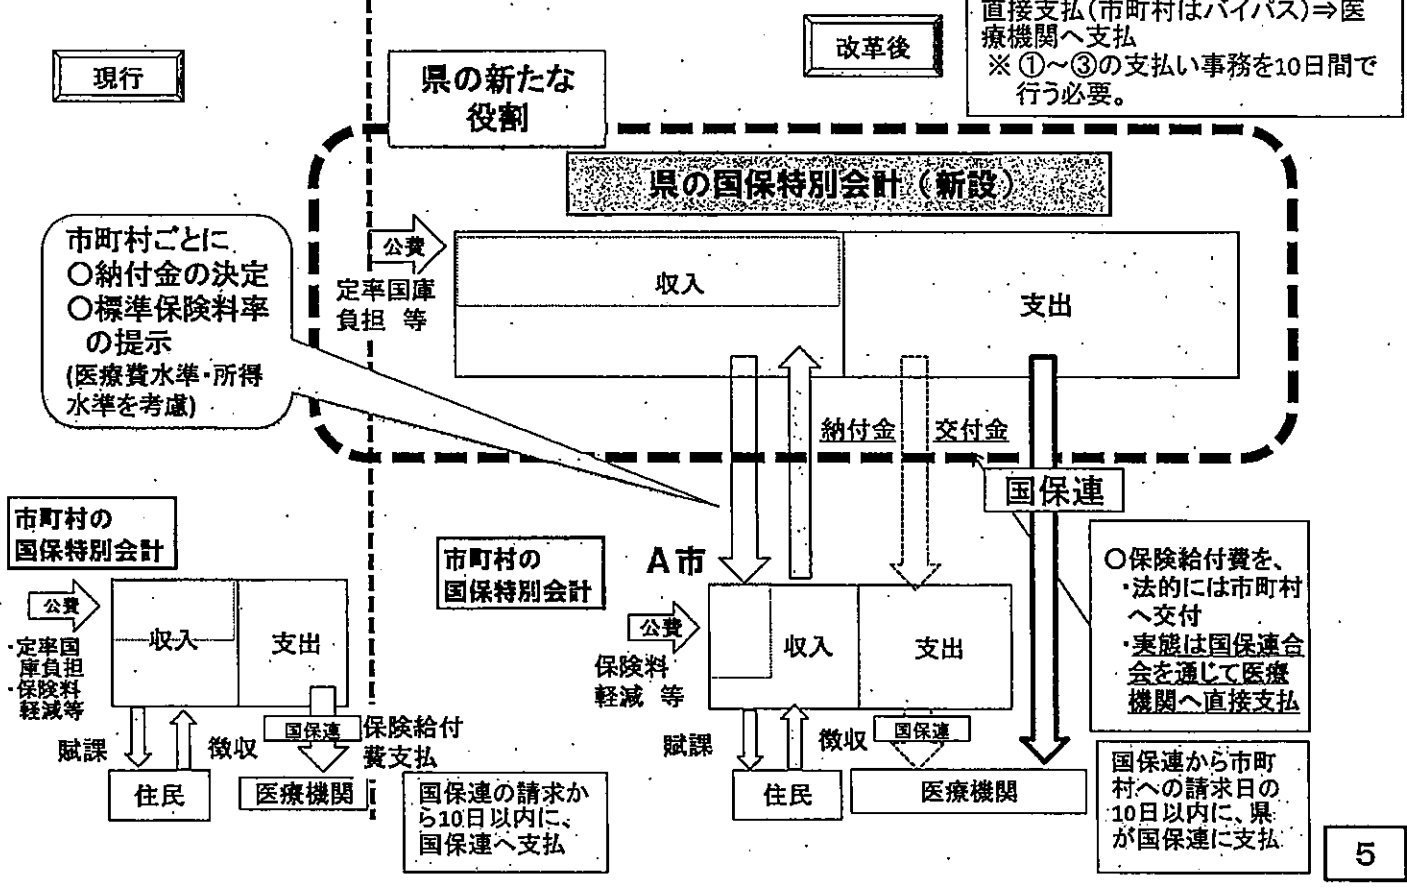 直接支払(市町村はバイパス)⇒医
療機関へ支払
※ ①～③の支払い事務を10日間で
行う必要。
現行
改革後
県の新たな
役割
県の国保特別会計（新設）
市町村ごとに
○納付金の決定
○標準保険料率
の提示
(医療費水準・所得
水準を考慮)
公費
定率国庫
負担 等
収入
支出
納付金
交付金
国保連
市町村の
国保特別会計
公費
・定率国
庫負担
・保険料
軽減等
収入
支出
賦課
徴収
国保連
保険給付
費支払
住民
医療機関
国保連の請求か
ら10日以内に、
国保連へ支払
市町村の
国保特別会計
A市
公費
保険料
軽減 等
収入
支出
賦課
徴収
国保連
住民
医療機関
○保険給付費を、
・法的には市町村
へ交付
・実態は国保連合
会を通じて医療
機関へ直接支払
国保連から市町
村への請求日の
10日以内に、県
が国保連に支払
5